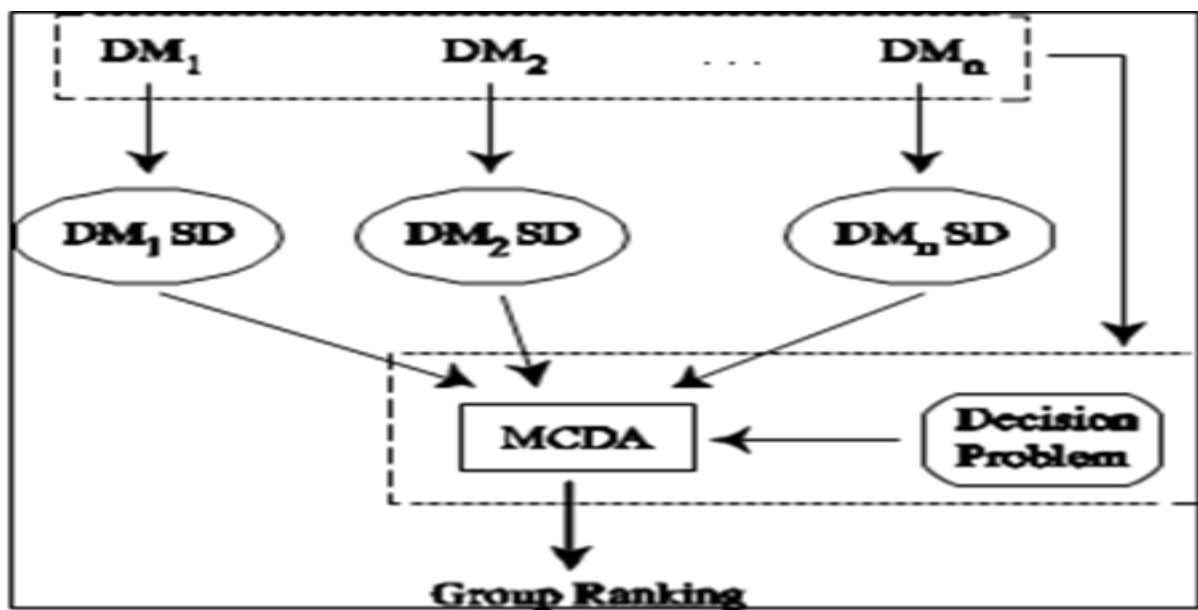 DM₁ DM₂ . . . DMₙ
DM₁ SD DM₂ SD DMₙ SD
MCDA
Decision
Problem
Group Ranking